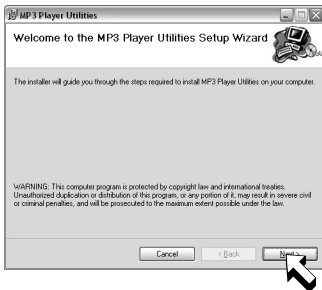 MP3 Player Utilities
Welcome to the MP3 Player Utilities Setup Wizard
The installer will guide you through the steps required to install MP3 Player Utilities on your computer.
WARNING: This computer program is protected by copyright law and international treaties.
Unauthorized duplication or distribution of this program, or any portion of it, may result in severe civil
or criminal penalties, and will be prosecuted to the maximum extent possible under the law.
Cancel < Back Next >